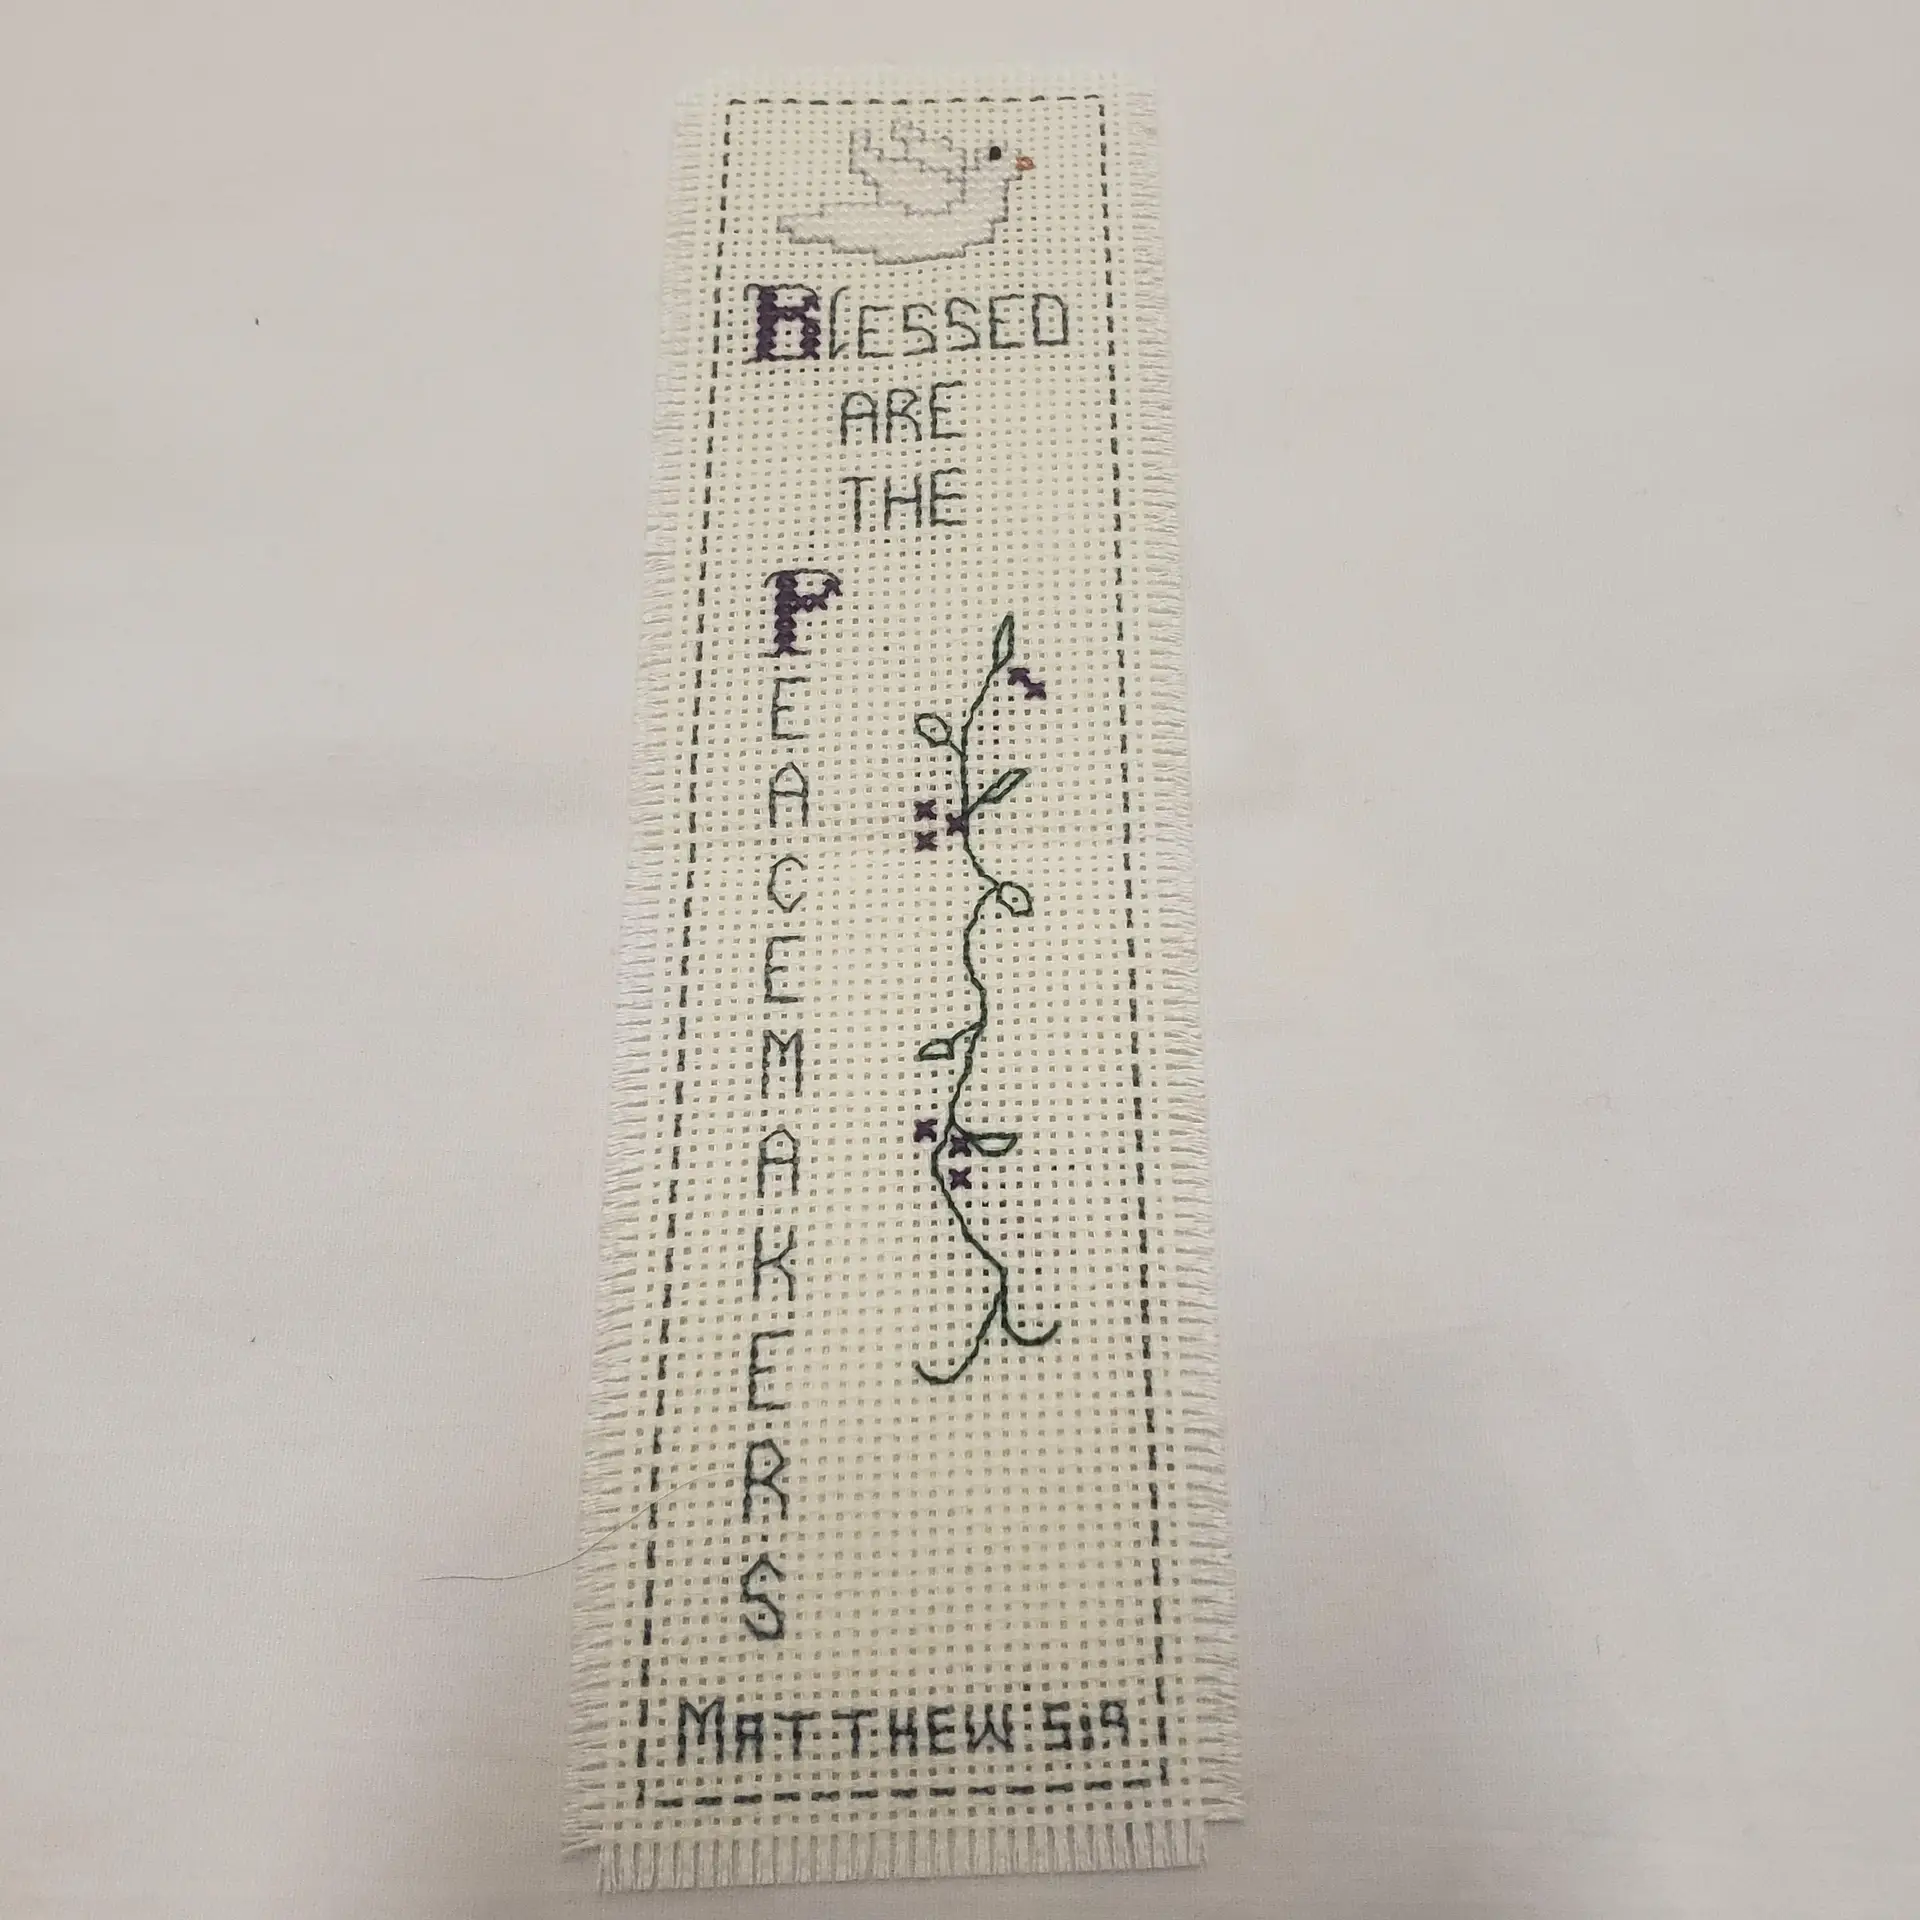 BLESSED
ARE
THE
PEACEMAKERS
MATTHEW 5:9